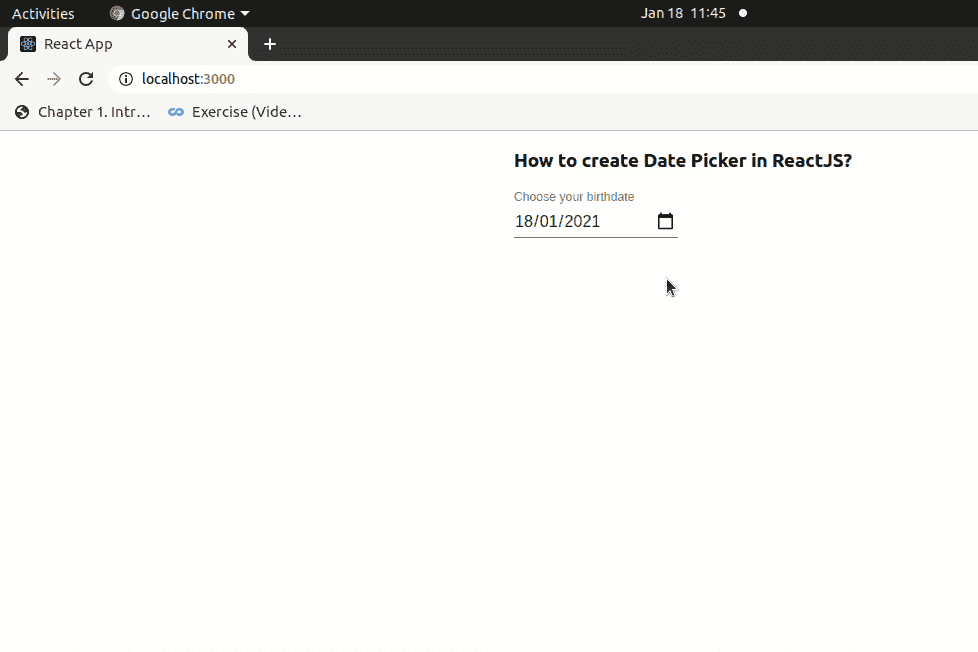 Activities Google Chrome Jan 18 11:45
React App
localhost:3000
Chapter 1. Intr... Exercise (Vide...
How to create Date Picker in ReactJS?
Choose your birthdate
18/01/2021